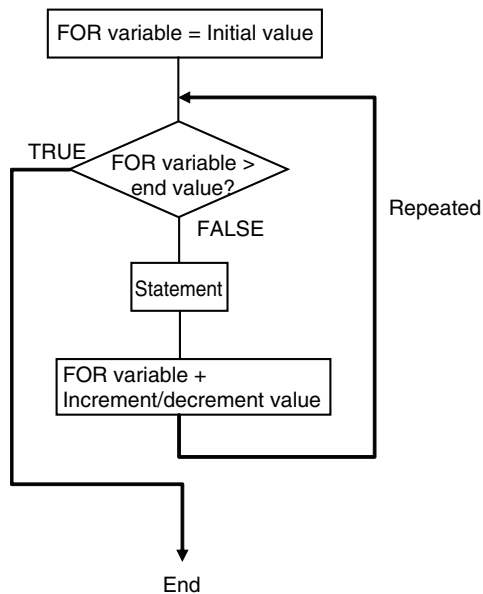 FOR variable = Initial value
TRUE
FOR variable >
end value?
Repeated
FALSE
Statement
FOR variable +
Increment/decrement value
End